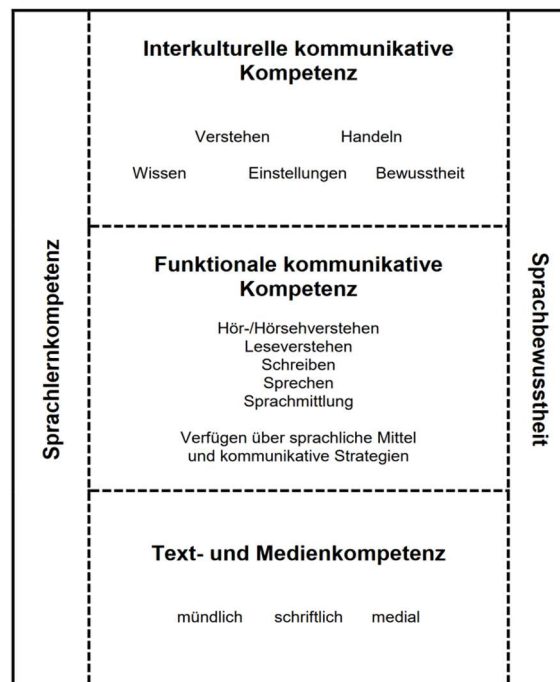 Sprachlernkompetenz
Interkulturelle kommunikative
Kompetenz
Verstehen Handeln
Wissen Einstellungen Bewusstheit
Funktionale kommunikative
Kompetenz
Hör-/Hörsehverstehen
Leseverstehen
Schreiben
Sprechen
Sprachmittlung
Verfügen über sprachliche Mittel
und kommunikative Strategien
Text- und Medienkompetenz
mündlich schriftlich medial
Sprachbewusstheit